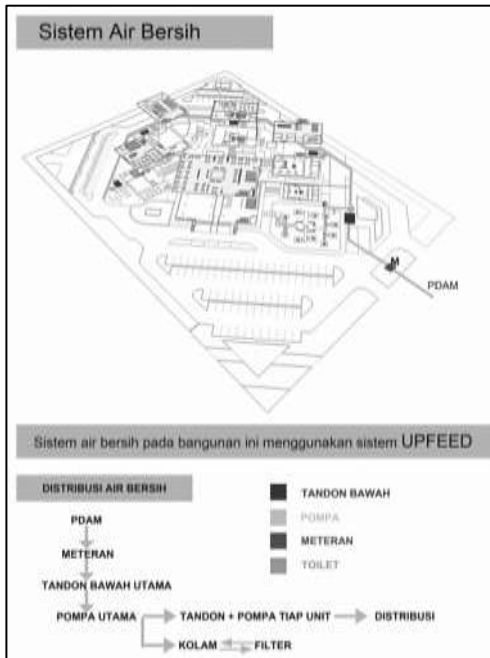 Sistem Air Bersih
M
PDAM
Sistem air bersih pada bangunan ini menggunakan sistem UPFEED
DISTRIBUSI AIR BERSIH
PDAM
METERAN
TANDON BAWAH UTAMA
POMPA UTAMA
TANDON + POMPA TIAP UNIT
DISTRIBUSI
KOLAM
FILTER
TANDON BAWAH
POMPA
METERAN
TOILET